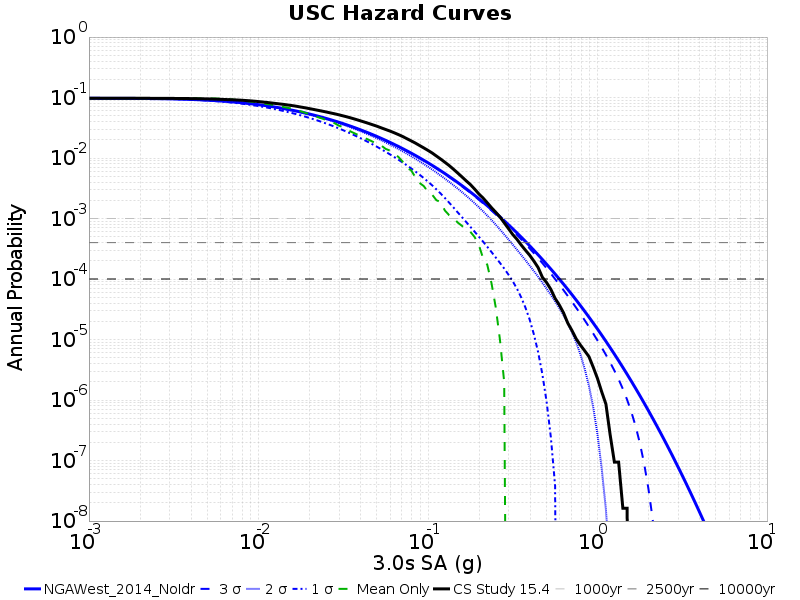 USC Hazard Curves
10^0
10^-1
10^-2
10^-3
10^-4
10^-5
10^-6
10^-7
10^-8
Annual Probability
10^-3 10^-2 10^-1 10^0 10^1
3.0s SA (g)
NGAWest_2014_NoIdr 3 σ 2 σ 1 σ Mean Only CS Study 15.4 1000yr 2500yr 10000yr